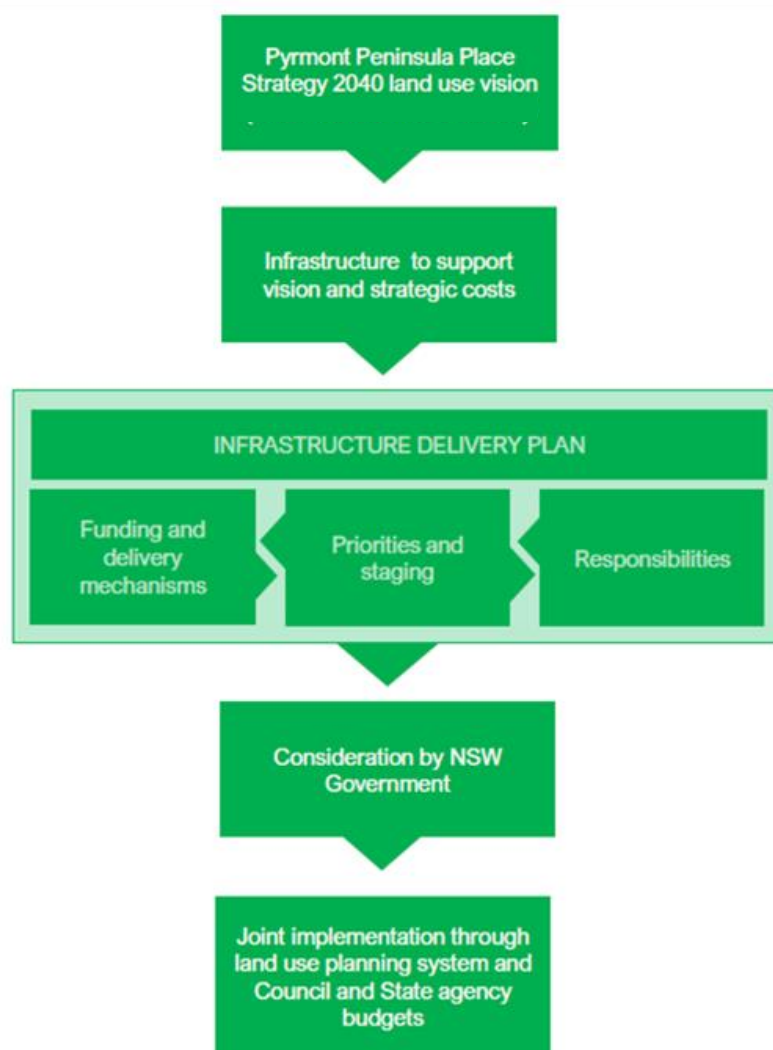 Pyrmont Peninsula Place
Strategy 2040 land use vision
Infrastructure to support
vision and strategic costs
INFRASTRUCTURE DELIVERY PLAN
Funding and
delivery
mechanisms
Priorities and
staging
Responsibilities
Consideration by NSW
Government
Joint implementation through
land use planning system and
Council and State agency
budgets